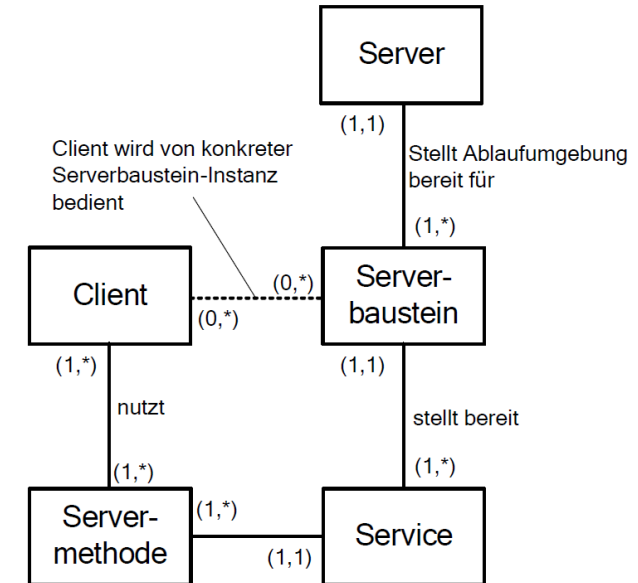 Server
(1,1)
Stellt Ablaufumgebung
bereit für
(1,*)
Client wird von konkreter
Serverbaustein-Instanz
bedient
Client
(0,*)
(0,*)
Server-
baustein
(1,*)
nutzt
(1,*)
(1,1)
stellt bereit
(1,*)
Server-
methode
(1,*)
(1,1)
Service